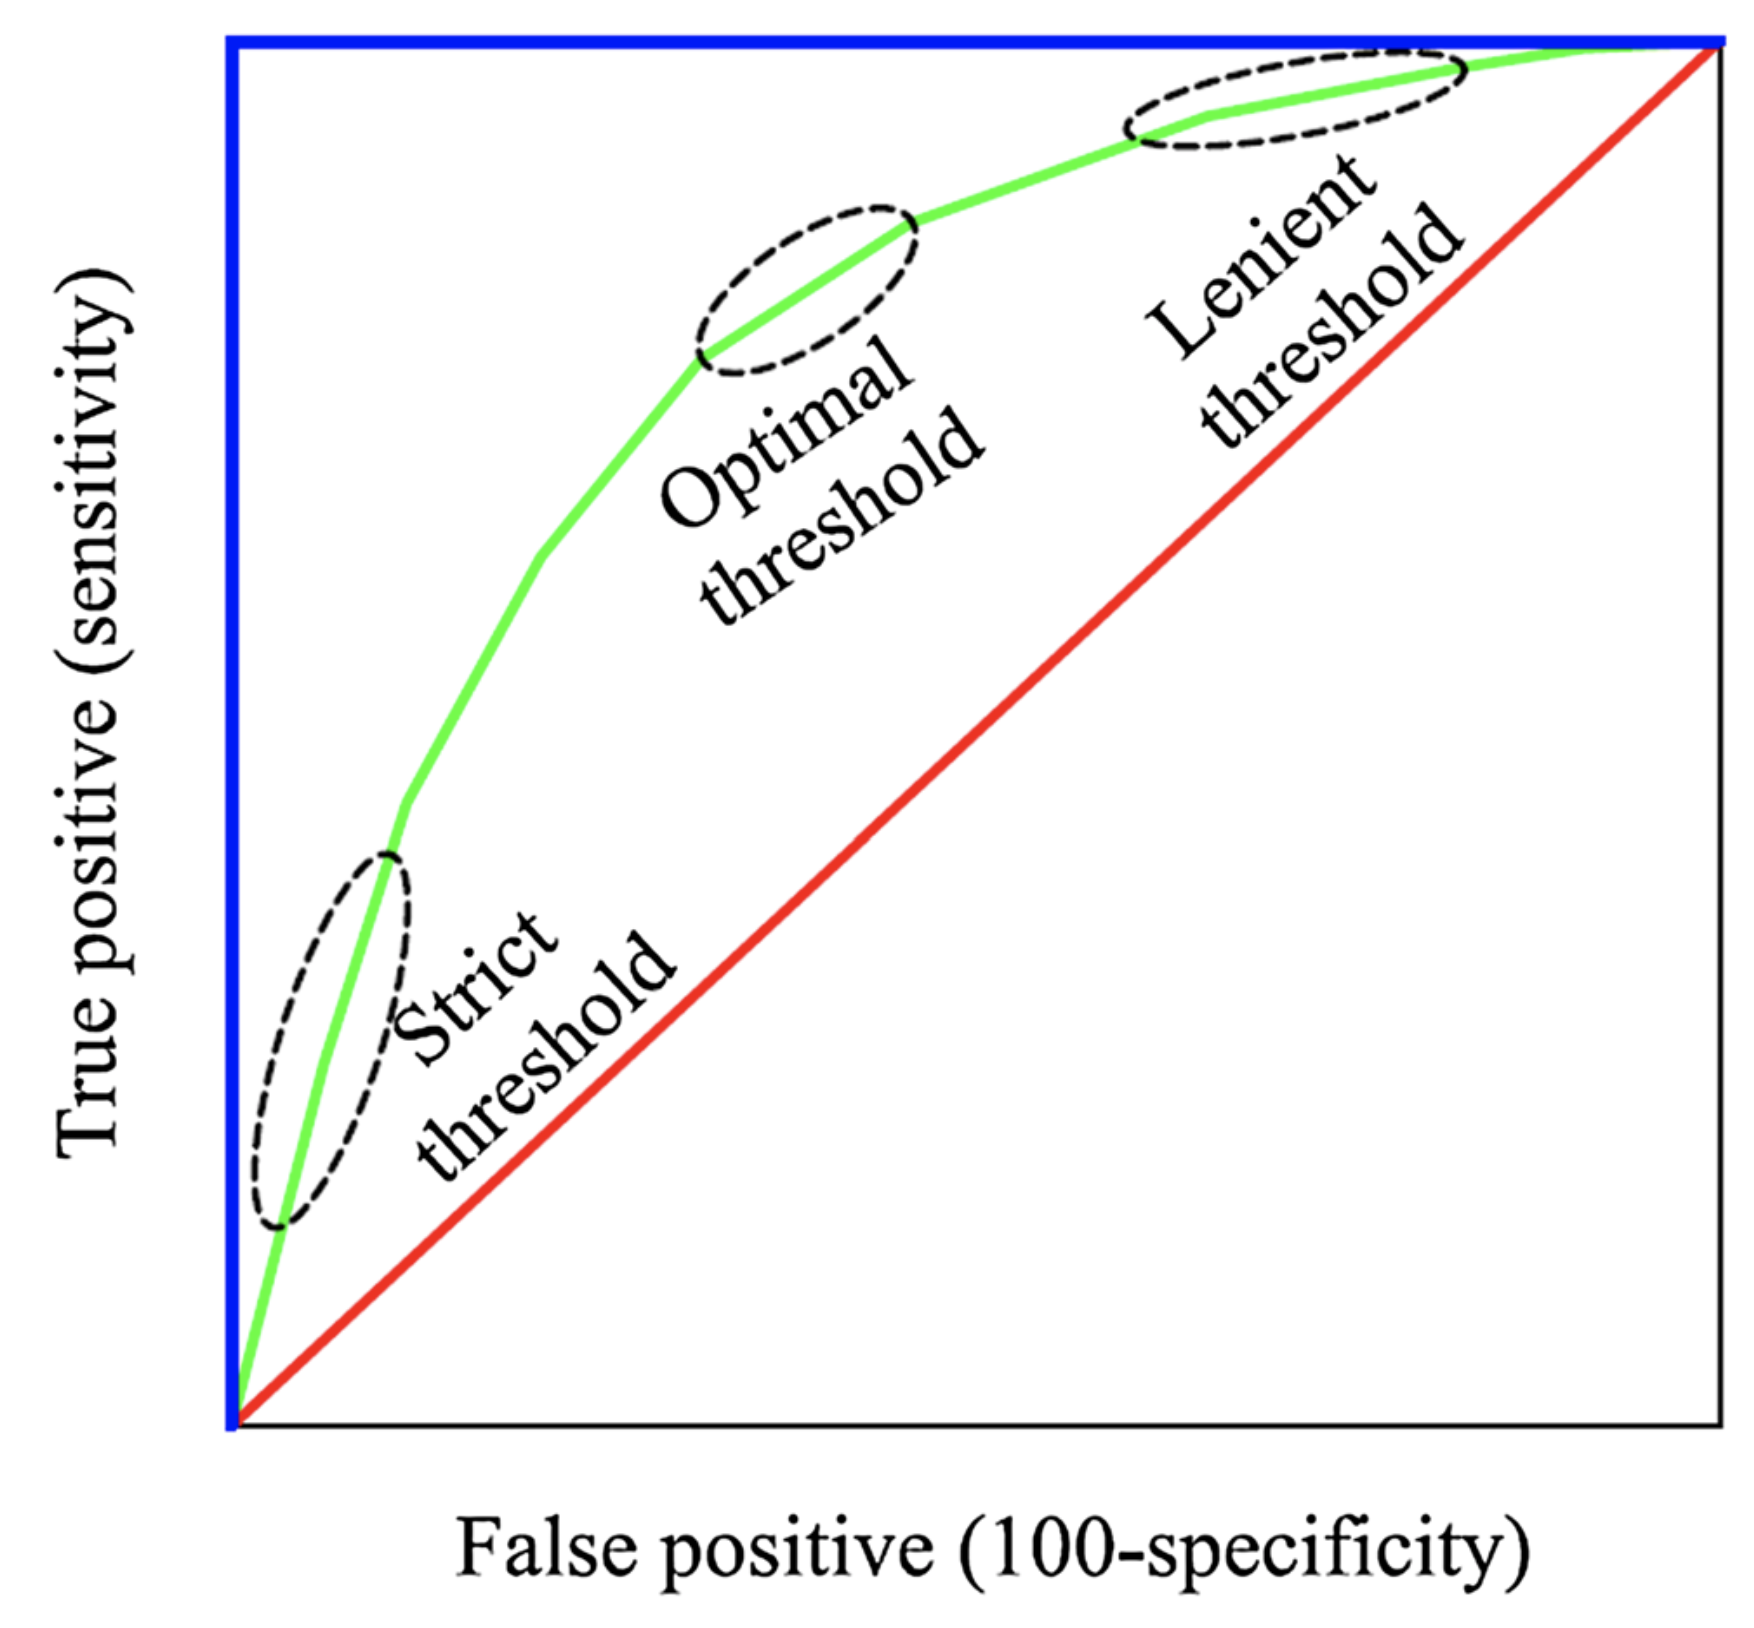 True positive (sensitivity)
Lenient
threshold
Optimal
threshold
Strict
threshold
False positive (100-specificity)